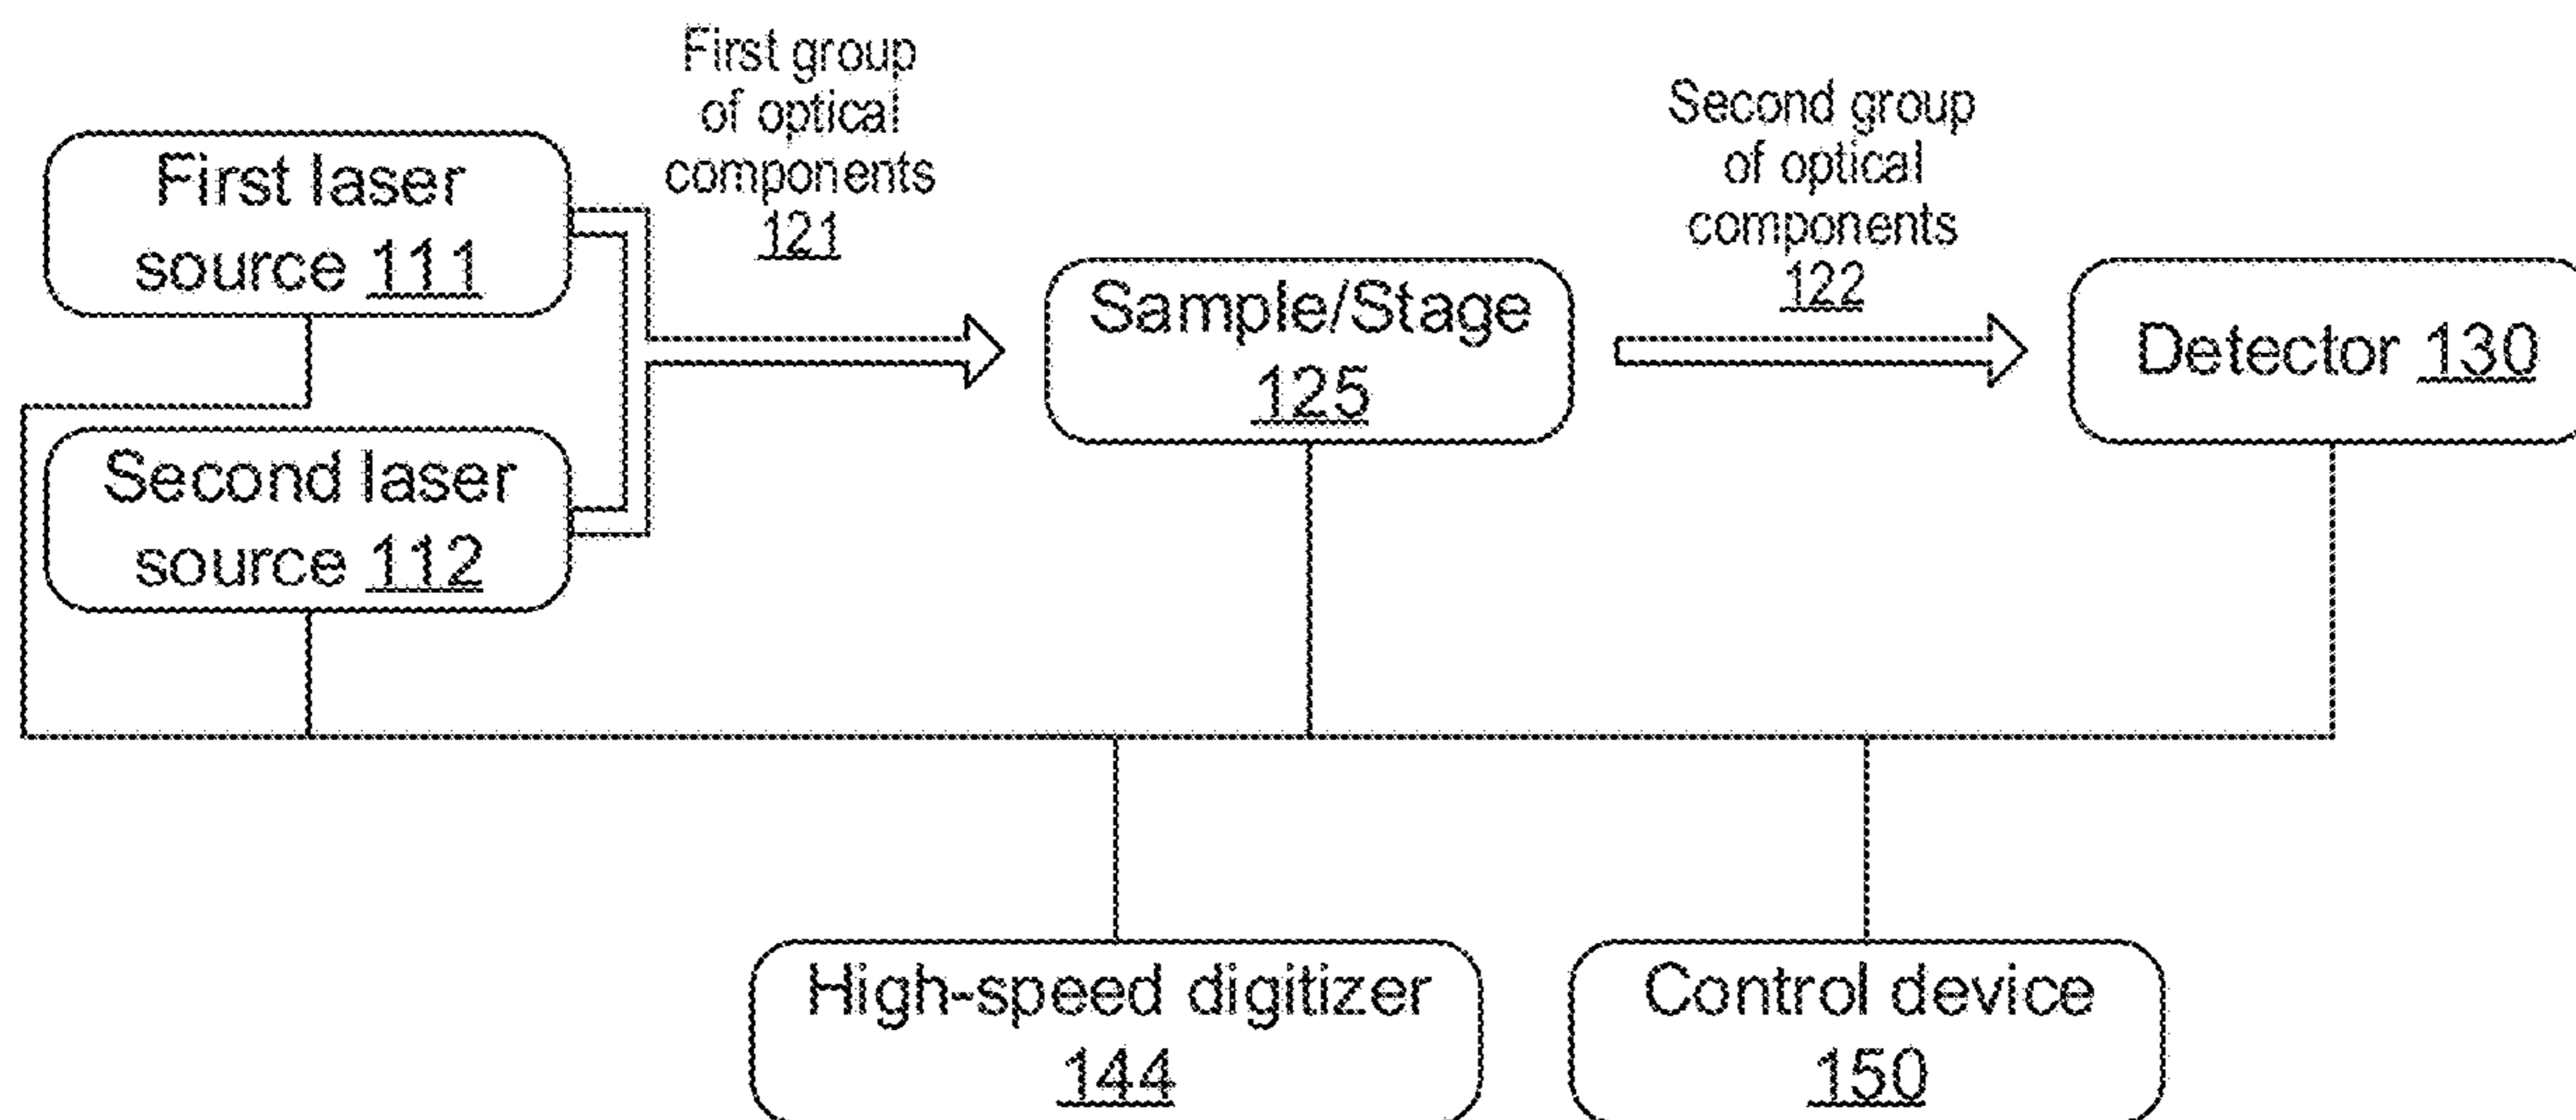 First group
of optical
components
121
Second group
of optical
components
122
First laser
source 111
Sample/Stage
125
Detector 130
Second laser
source 112
High-speed digitizer
144
Control device
150